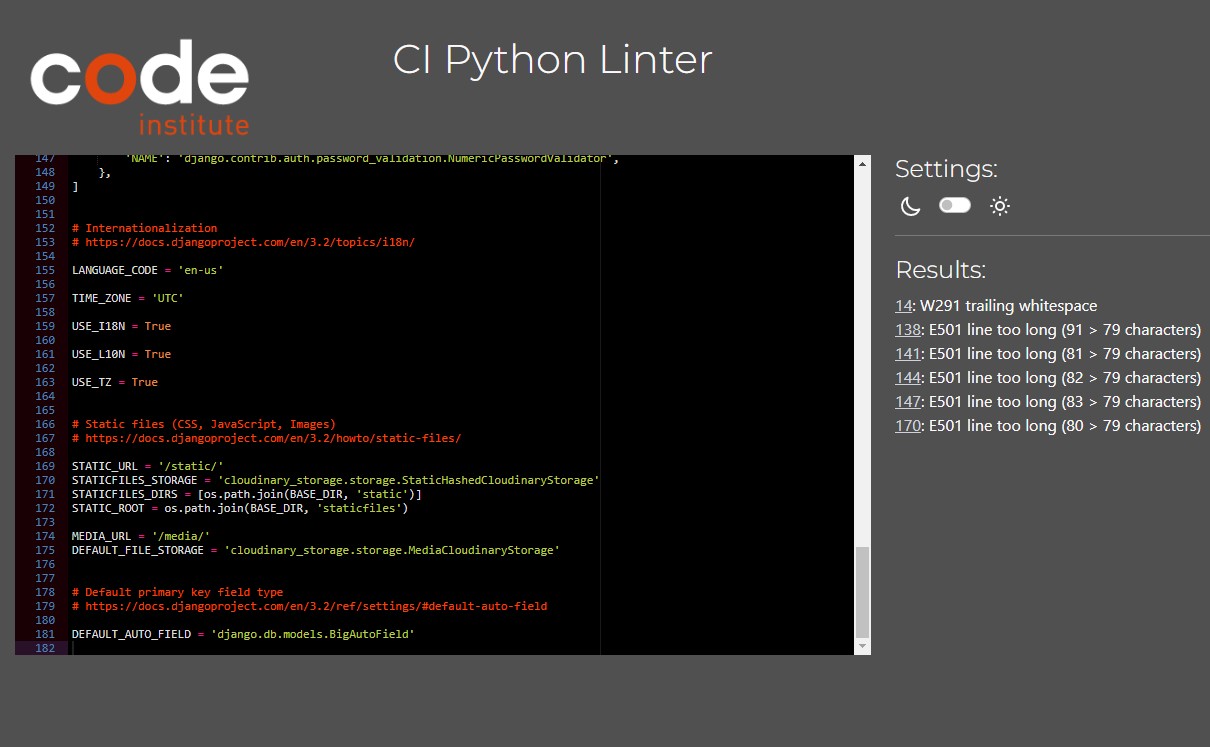 code
institute
CI Python Linter
147 'NAME': 'django.contrib.auth.password_validation.NumericPasswordValidator',
148 },
149 ]
150
151
152 # Internationalization
153 # https://docs.djangoproject.com/en/3.2/topics/i18n/
154
155 LANGUAGE_CODE = 'en-us'
156
157 TIME_ZONE = 'UTC'
158
159 USE_I18N = True
160
161 USE_L10N = True
162
163 USE_TZ = True
164
165
166 # Static files (CSS, JavaScript, Images)
167 # https://docs.djangoproject.com/en/3.2/howto/static-files/
168
169 STATIC_URL = '/static/'
170 STATICFILES_STORAGE = 'cloudinary_storage.storage.StaticHashedCloudinaryStorage'
171 STATICFILES_DIRS = [os.path.join(BASE_DIR, 'static')]
172 STATIC_ROOT = os.path.join(BASE_DIR, 'staticfiles')
173
174 MEDIA_URL = '/media/'
175 DEFAULT_FILE_STORAGE = 'cloudinary_storage.storage.MediaCloudinaryStorage'
176
177
178 # Default primary key field type
179 # https://docs.djangoproject.com/en/3.2/ref/settings/#default-auto-field
180
181 DEFAULT_AUTO_FIELD = 'django.db.models.BigAutoField'
182
Settings:
Results:
14: W291 trailing whitespace
138: E501 line too long (91 > 79 characters)
141: E501 line too long (81 > 79 characters)
144: E501 line too long (82 > 79 characters)
147: E501 line too long (83 > 79 characters)
170: E501 line too long (80 > 79 characters)